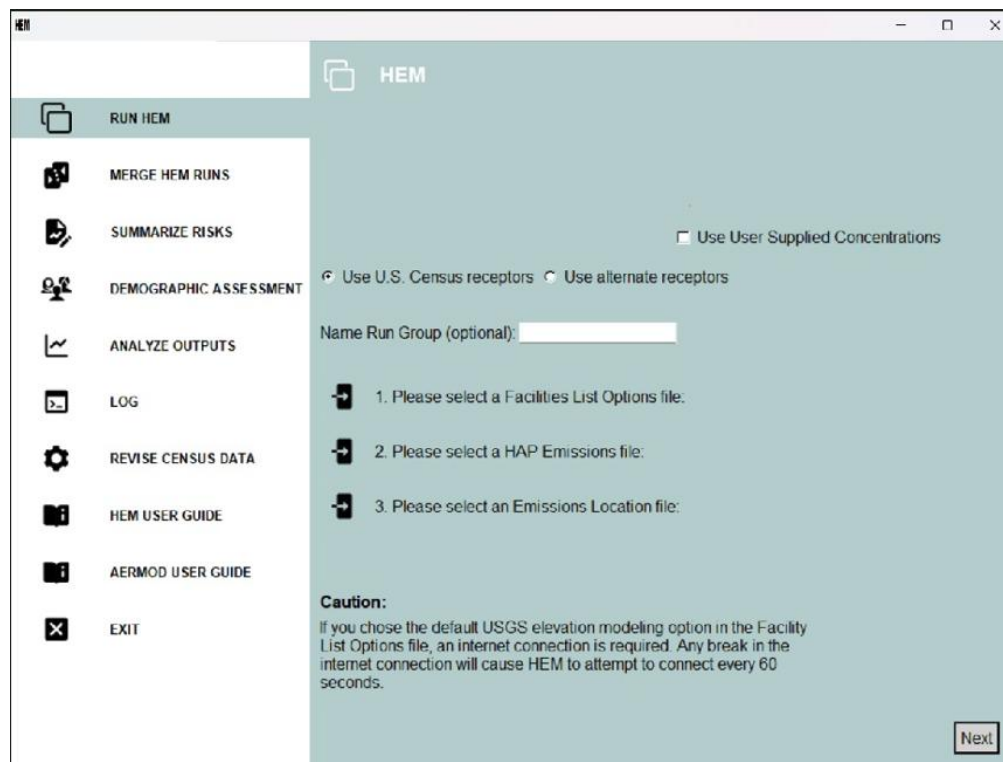 HEM
HEM
RUN HEM
MERGE HEM RUNS
SUMMARIZE RISKS
DEMOGRAPHIC ASSESSMENT
ANALYZE OUTPUTS
LOG
REVISE CENSUS DATA
HEM USER GUIDE
AERMOD USER GUIDE
EXIT
Use User Supplied Concentrations
Use U.S. Census receptors Use alternate receptors
Name Run Group (optional):
1. Please select a Facilities List Options file:
2. Please select a HAP Emissions file:
3. Please select an Emissions Location file:
Caution:
If you chose the default USGS elevation modeling option in the Facility
List Options file, an internet connection is required. Any break in the
internet connection will cause HEM to attempt to connect every 60
seconds.
Next